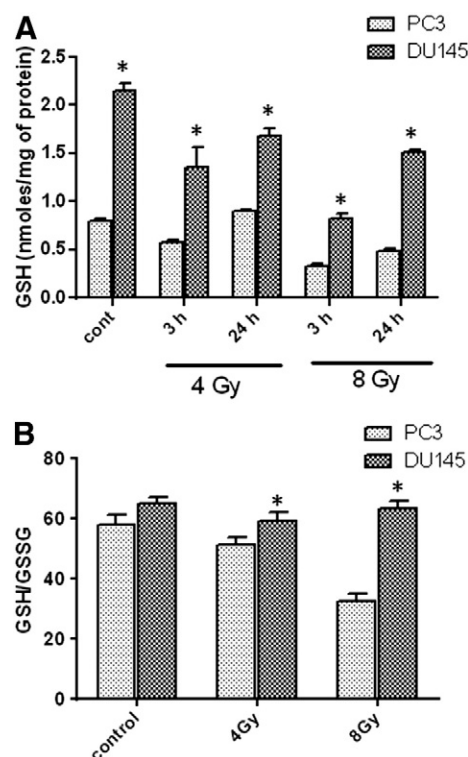 A
PC3
DU145
GSH (nmoles/mg of protein)
2.5
2.0
1.5
1.0
0.5
0.0
* * * * *
cont 3 h 24 h 3 h 24 h
4 Gy 8 Gy
B
PC3
DU145
GSH/GSSG
80
60
40
20
0
* *
control 4Gy 8Gy